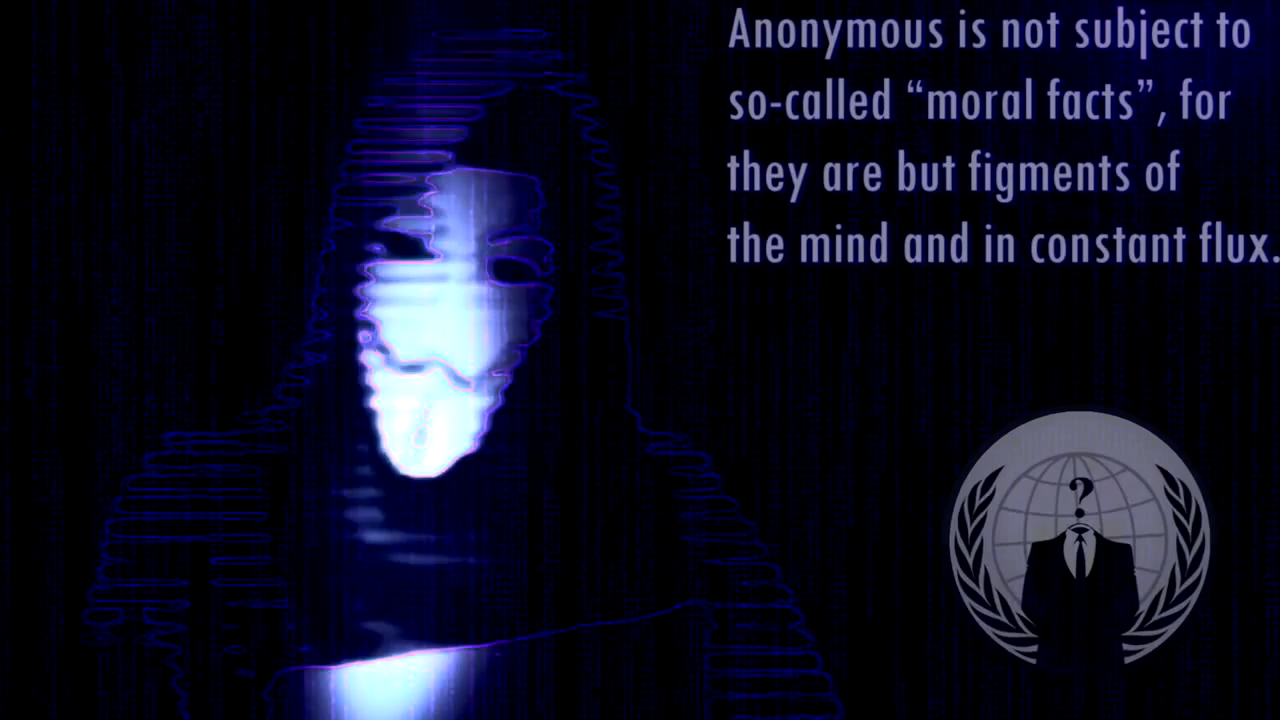 Anonymous is not subject to
so-called “moral facts”, for
they are but figments of
the mind and in constant flux.
?